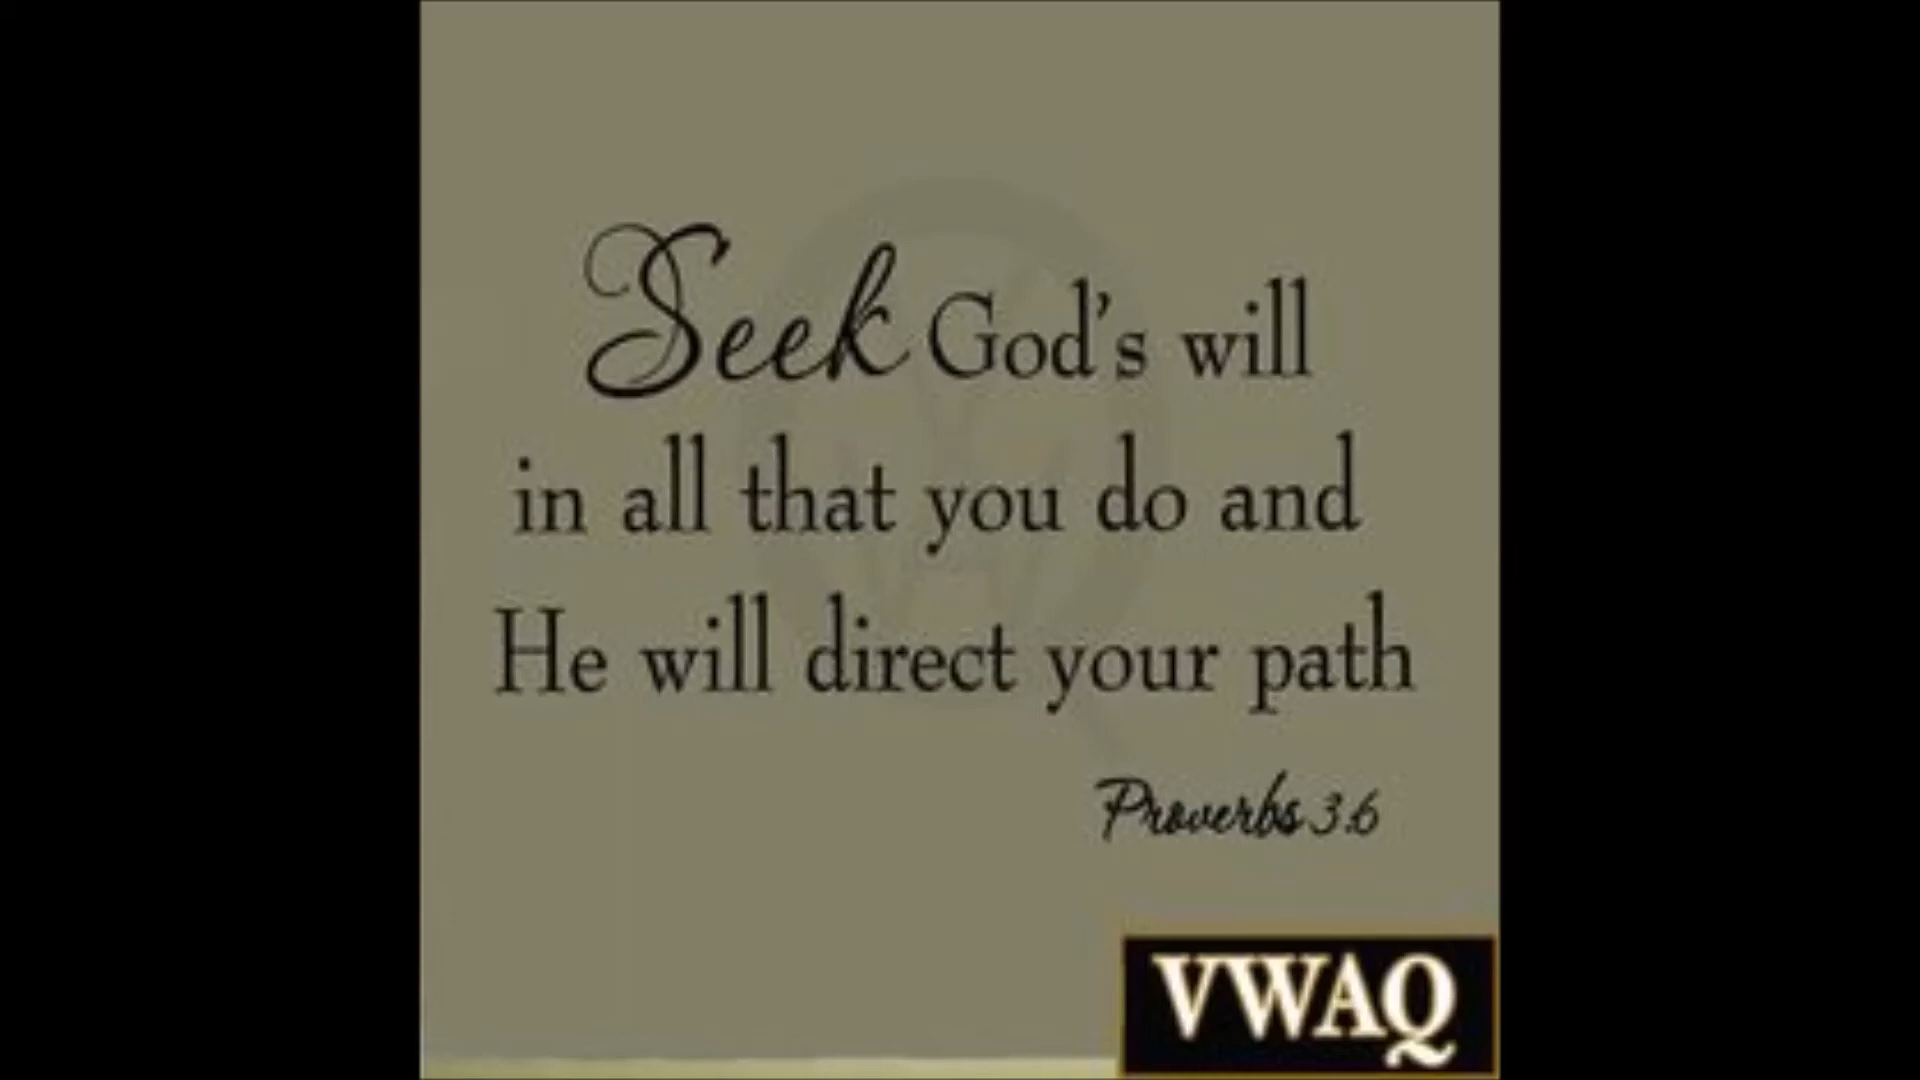 Seek God's will
in all that you do and
He will direct your path
Proverbs 3:6
VWAQ